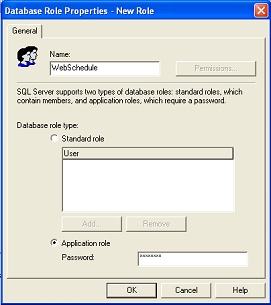 Database Role Properties - New Role
General
Name:
WebSchedule
Permissions...
SQL Server supports two types of database roles: standard roles, which
contain members, and application roles, which require a password.
Database role type:
Standard role
User
Add...
Remove
Application role
Password:
********
OK
Cancel
Help